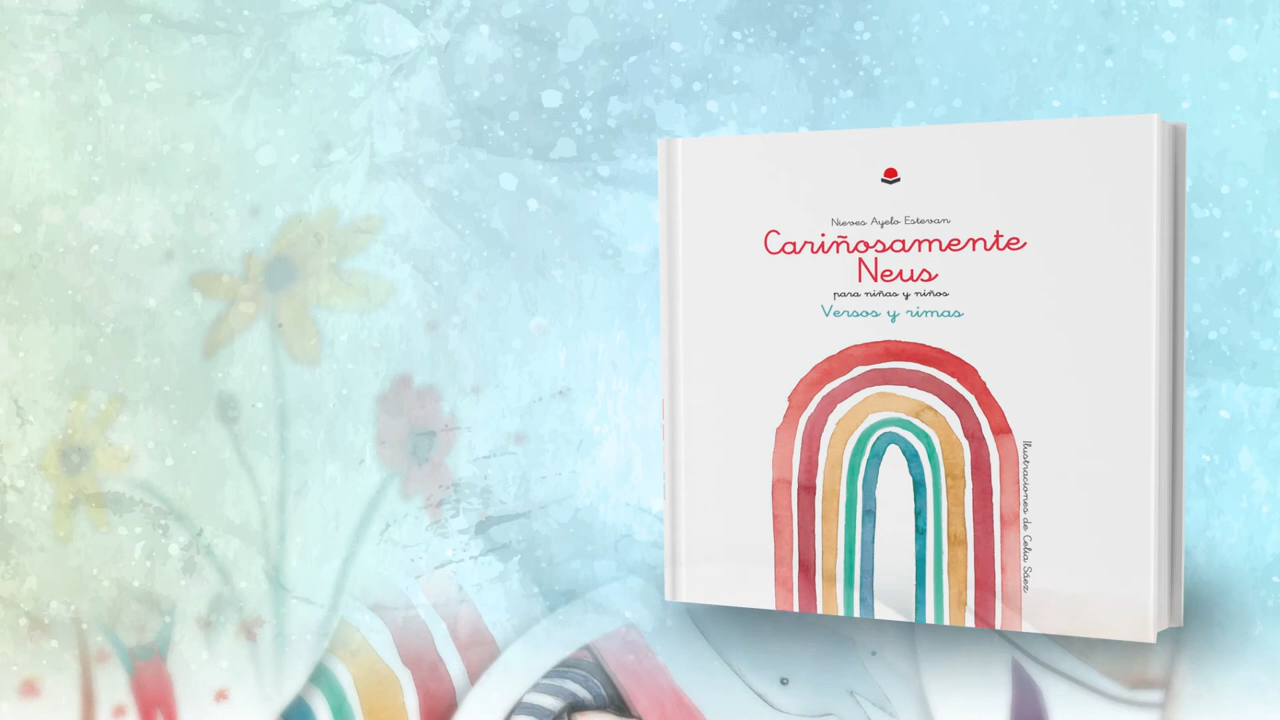 Nieves Ayelo Estevan
Cariñosamente
Neus
para niñas y niños
Versos y rimas
Ilustraciones de Celia Sáez